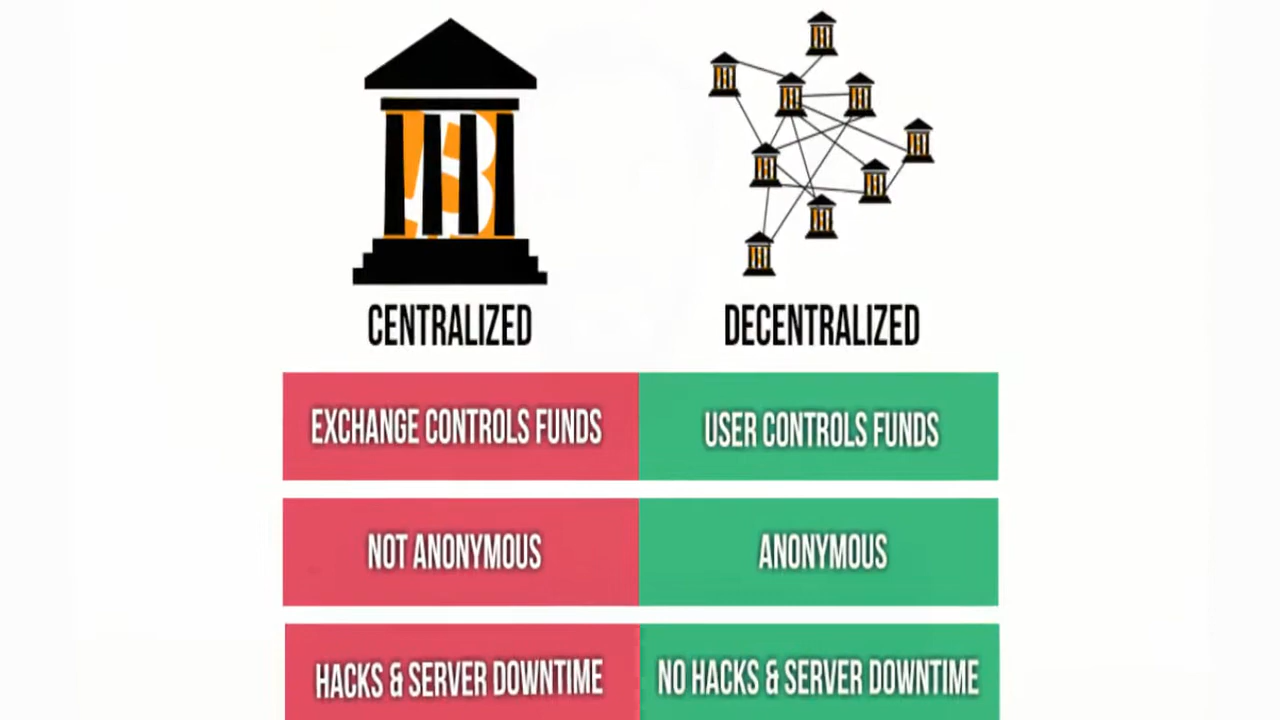 CENTRALIZED
DECENTRALIZED
EXCHANGE CONTROLS FUNDS
USER CONTROLS FUNDS
NOT ANONYMOUS
ANONYMOUS
HACKS & SERVER DOWNTIME
NO HACKS & SERVER DOWNTIME